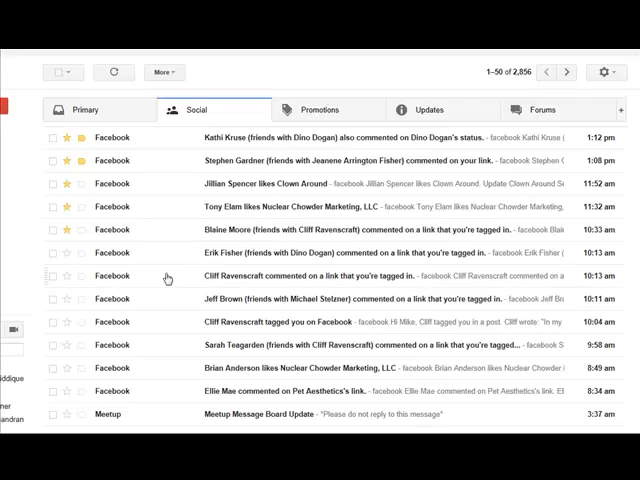 More
1–50 of 2,856
Primary
Social
Promotions
Updates
Forums
+
Facebook Kathi Kruse (friends with Dino Dogan) also commented on Dino Dogan's status. - facebook Kathi Kruse ( 1:12 pm
Facebook Stephen Gardner (friends with Jeanene Arrington Fisher) commented on your link. - facebook Stephen G 1:08 pm
Facebook Jillian Spencer likes Clown Around - facebook Jillian Spencer likes Clown Around. Update Clown Around Se 11:52 am
Facebook Tony Elam likes Nuclear Chowder Marketing, LLC - facebook Tony Elam likes Nuclear Chowder Marketing, 11:32 am
Facebook Blaine Moore (friends with Cliff Ravenscraft) commented on a link that you're tagged in. - facebook Blaine 10:33 am
Facebook Erik Fisher (friends with Dino Dogan) commented on a link that you're tagged in. - facebook Erik Fisher ( 10:13 am
Facebook Cliff Ravenscraft commented on a link that you're tagged in. - facebook Cliff Ravenscraft commented on a 10:13 am
Facebook Jeff Brown (friends with Michael Stelzner) commented on a link that you're tagged in. - facebook Jeff Br 10:11 am
Facebook Cliff Ravenscraft tagged you on Facebook - facebook Hi Mike, Cliff tagged you in a post. Cliff wrote: "In my 10:04 am
Facebook Sarah Teagarden (friends with Cliff Ravenscraft) commented on a link that you're tagged... - facebook S 9:58 am
Facebook Brian Anderson likes Nuclear Chowder Marketing, LLC - facebook Brian Anderson likes Nuclear Chowder 8:49 am
Facebook Ellie Mae commented on Pet Aesthetics's link. - facebook Ellie Mae commented on Pet Aesthetics's link. 8:34 am
Meetup Meetup Message Board Update - *Please do not reply to this message* 3:37 am
iddique
ner
handran